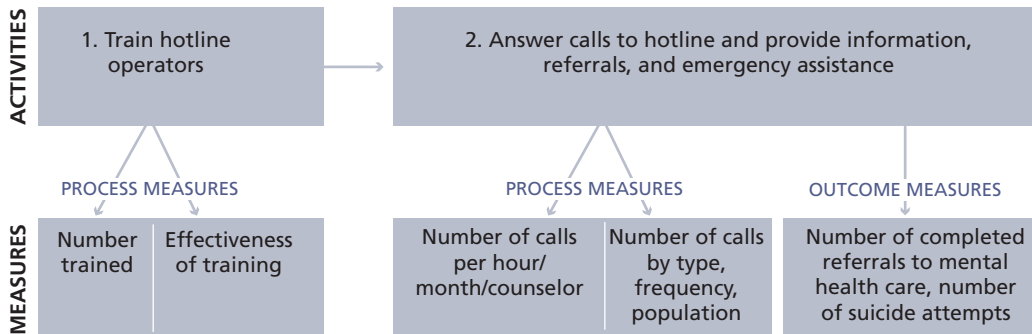 ACTIVITIES
1. Train hotline
operators
2. Answer calls to hotline and provide information,
referrals, and emergency assistance
PROCESS MEASURES
PROCESS MEASURES
OUTCOME MEASURES
MEASURES
Number
trained
Effectiveness
of training
Number of calls
per hour/
month/counselor
Number of calls
by type,
frequency,
population
Number of completed
referrals to mental
health care, number
of suicide attempts